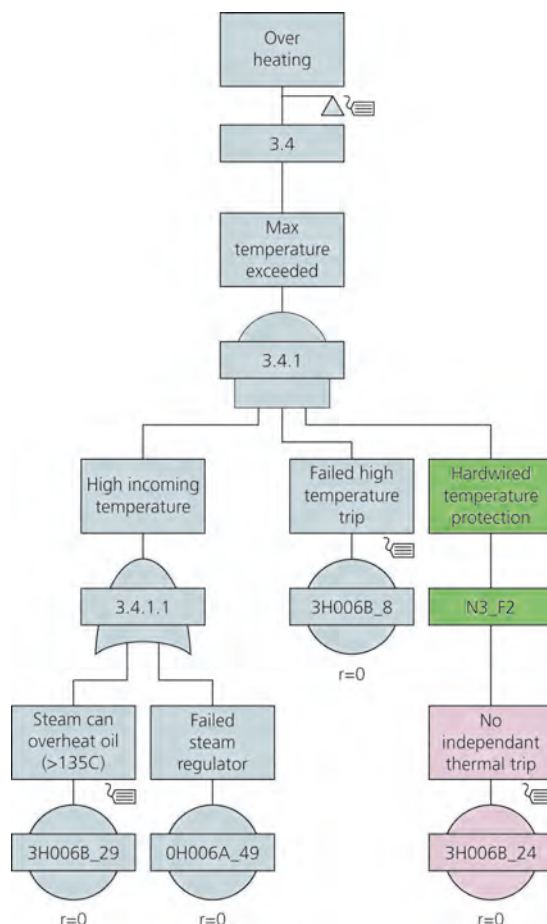 Over
heating
3.4
Max
temperature
exceeded
3.4.1
High incoming
temperature
Failed high
temperature
trip
Hardwired
temperature
protection
3.4.1.1
3H006B_8
N3_F2
r=0
Steam can
overheat oil
(>135C)
Failed
steam
regulator
No
independant
thermal trip
3H006B_29
0H006A_49
3H006B_24
r=0
r=0
r=0